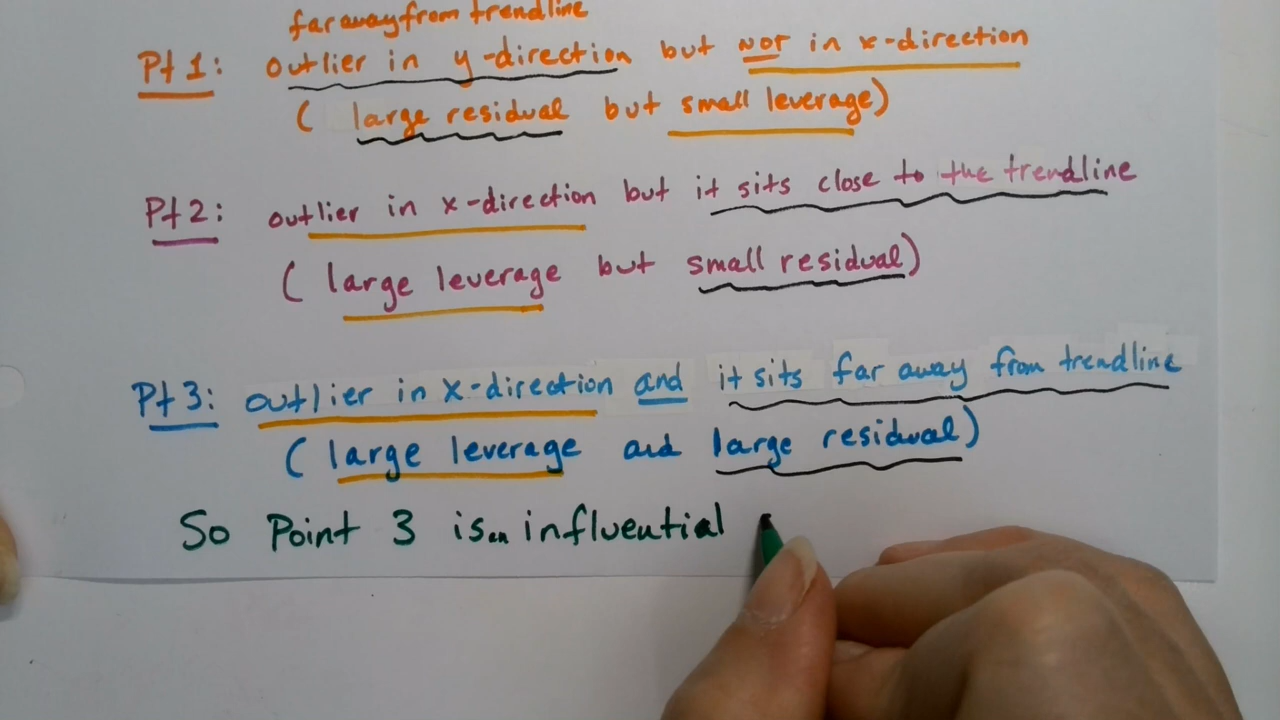 far away from trendline
Pt 1: outlier in y-direction but NOT in x-direction
( large residual but small leverage)
Pt 2: outlier in x-direction but it sits close to the trendline
( large leverage but small residual)
Pt 3: outlier in x-direction and it sits far away from trendline
( large leverage and large residual)
So Point 3 is an influential